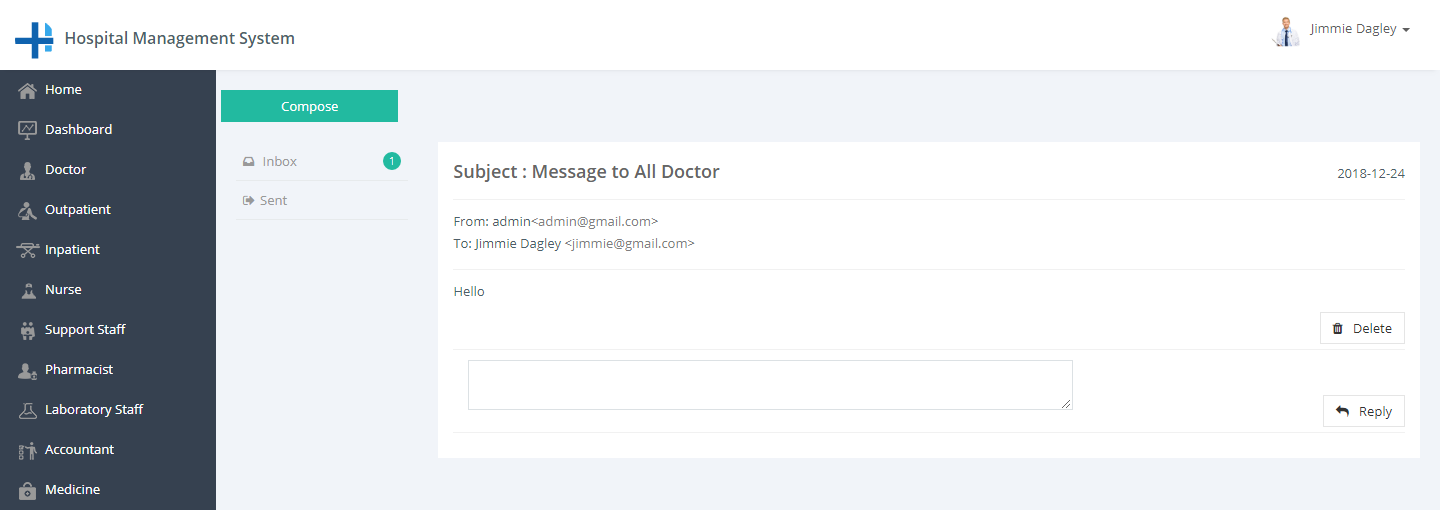 Hospital Management System
Jimmie Dagley
Home
Dashboard
Doctor
Outpatient
Inpatient
Nurse
Support Staff
Pharmacist
Laboratory Staff
Accountant
Medicine
Compose
Inbox 1
Sent
Subject : Message to All Doctor
2018-12-24
From: admin<admin@gmail.com>
To: Jimmie Dagley <jimmie@gmail.com>
Hello
Delete
Reply